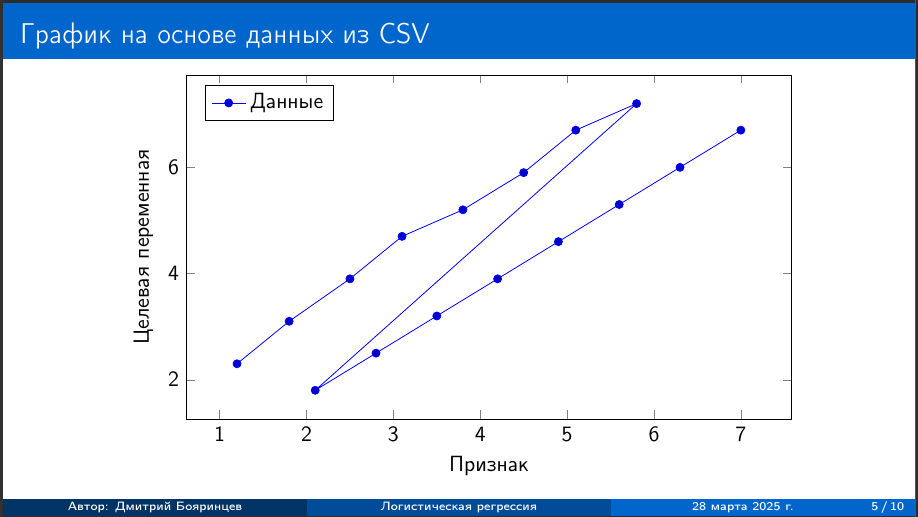 График на основе данных из CSV
Данные
Целевая переменная
6
4
2
1 2 3 4 5 6 7
Признак
Автор: Дмитрий Бояринцев Логистическая регрессия 28 марта 2025 г. 5 / 10